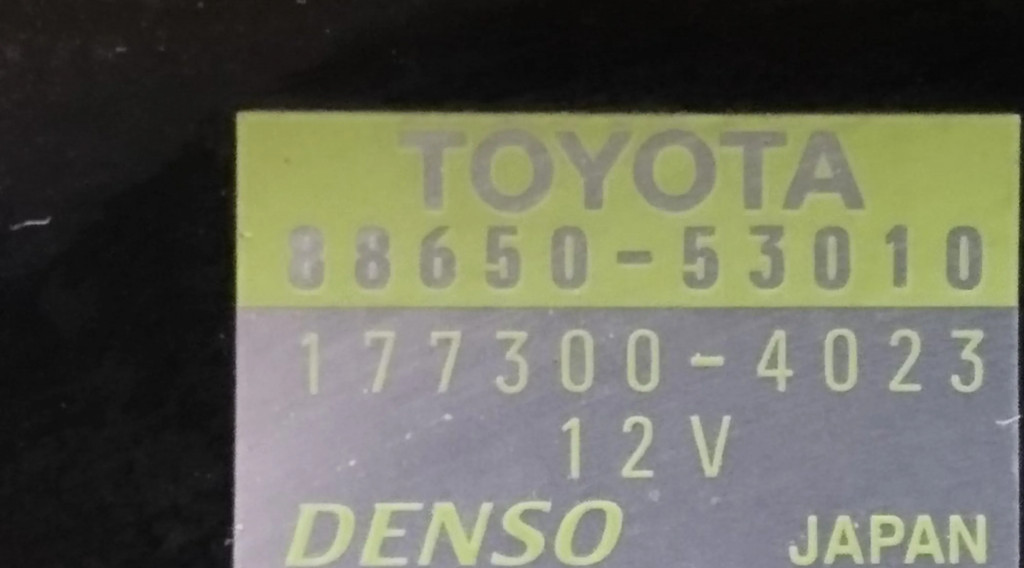 TOYOTA
88650-53010
177300-4023
12V
DENSO JAPAN